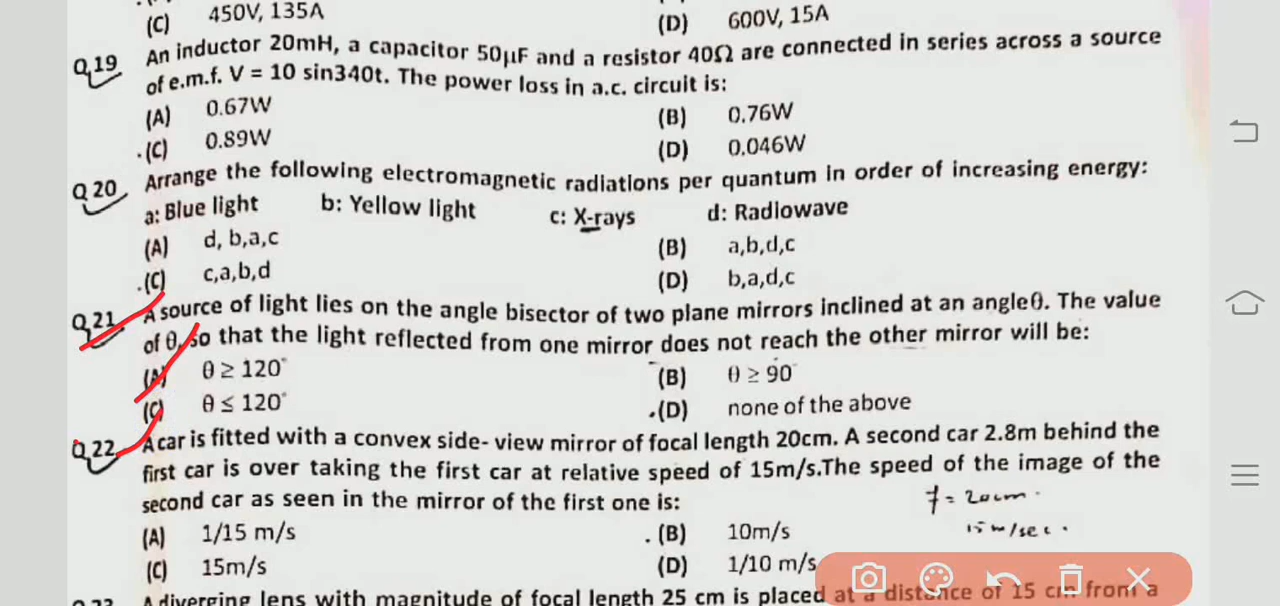 (C) 450V, 135A (D) 600V, 15A
Q.19 An inductor 20mH, a capacitor 50μF and a resistor 40Ω are connected in series across a source
of e.m.f. V = 10 sin340t. The power loss in a.c. circuit is:
(A) 0.67W (B) 0.76W
(C) 0.89W (D) 0.046W
Q 20 Arrange the following electromagnetic radiations per quantum in order of increasing energy:
a: Blue light b: Yellow light c: X-rays d: Radiowave
(A) d, b,a,c (B) a,b,d,c
(C) c,a,b,d (D) b,a,d,c
Q21 A source of light lies on the angle bisector of two plane mirrors inclined at an angleθ. The value
of θ, so that the light reflected from one mirror does not reach the other mirror will be:
(A) θ ≥ 120° (B) θ ≥ 90°
(C) θ ≤ 120° (D) none of the above
Q.22 A car is fitted with a convex side- view mirror of focal length 20cm. A second car 2.8m behind the
first car is over taking the first car at relative speed of 15m/s.The speed of the image of the
second car as seen in the mirror of the first one is:
f = 20cm.
(A) 1/15 m/s (B) 10m/s
15 m/sec.
(C) 15m/s (D) 1/10 m/s
A diverging lens with magnitude of focal length 25 cm is placed at a distance of 15 cm from a